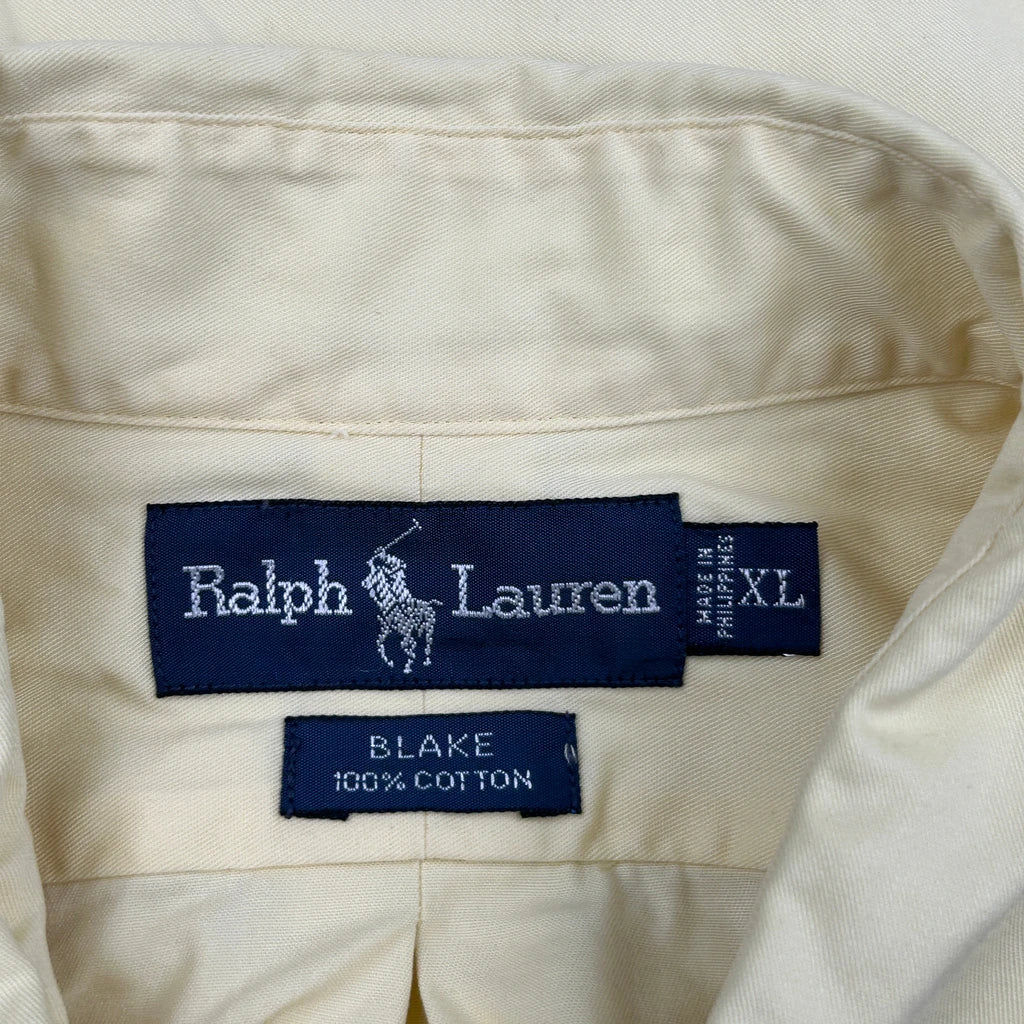 Ralph Lauren
MADE IN
PHILIPPINES
XL
BLAKE
100% COTTON